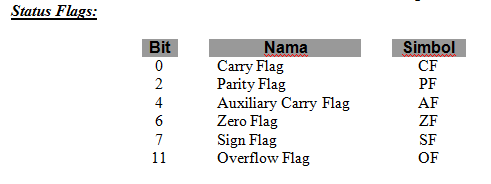 Status Flags:
Bit Nama Simbol
0 Carry Flag CF
2 Parity Flag PF
4 Auxiliary Carry Flag AF
6 Zero Flag ZF
7 Sign Flag SF
11 Overflow Flag OF